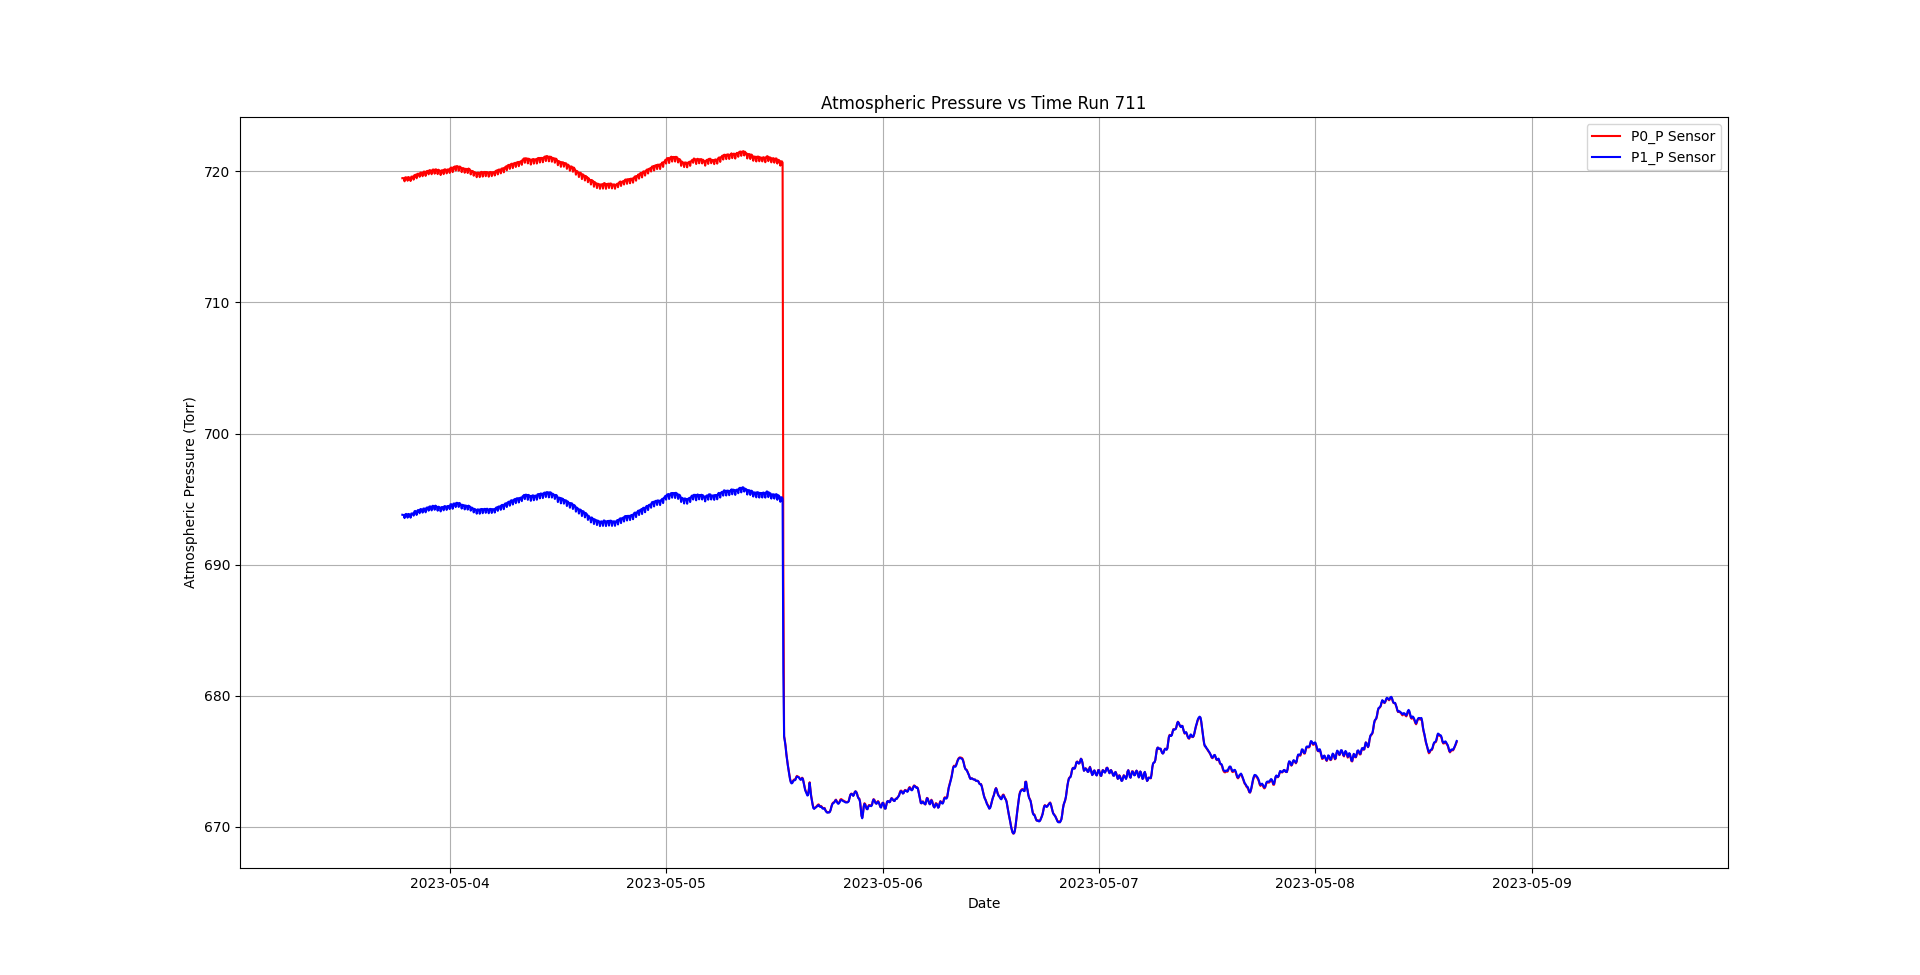 Atmospheric Pressure vs Time Run 711
P0_P Sensor
P1_P Sensor
720
710
700
690
680
670
Atmospheric Pressure (Torr)
2023-05-04
2023-05-05
2023-05-06
2023-05-07
2023-05-08
2023-05-09
Date